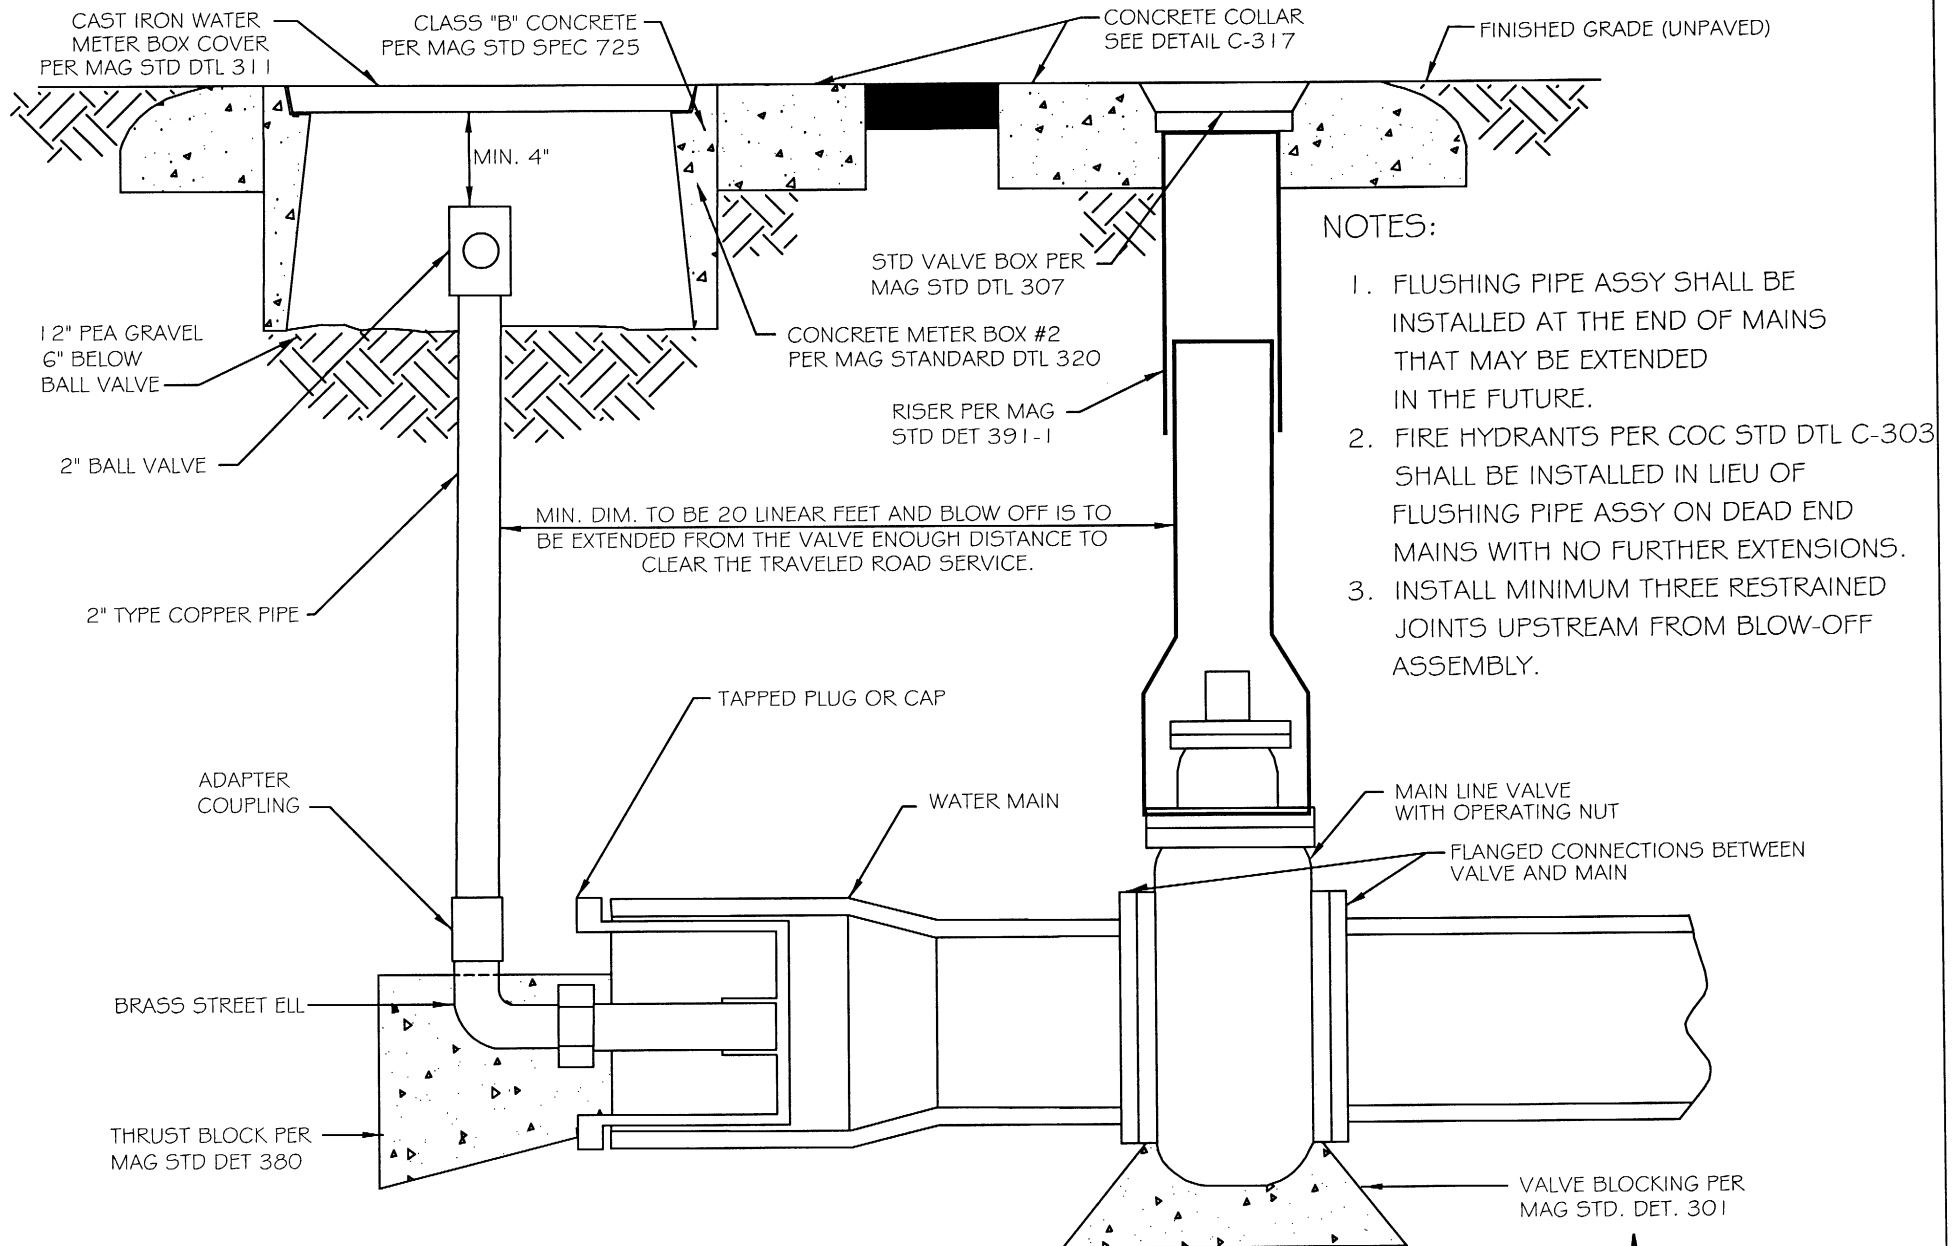 CAST IRON WATER
METER BOX COVER
PER MAG STD DTL 311
CLASS "B" CONCRETE
PER MAG STD SPEC 725
CONCRETE COLLAR
SEE DETAIL C-317
FINISHED GRADE (UNPAVED)
MIN. 4"
STD VALVE BOX PER
MAG STD DTL 307
12" PEA GRAVEL
6" BELOW
BALL VALVE
CONCRETE METER BOX #2
PER MAG STANDARD DTL 320
RISER PER MAG
STD DET 391-1
2" BALL VALVE
MIN. DIM. TO BE 20 LINEAR FEET AND BLOW OFF IS TO
BE EXTENDED FROM THE VALVE ENOUGH DISTANCE TO
CLEAR THE TRAVELED ROAD SERVICE.
2" TYPE COPPER PIPE
NOTES:
1. FLUSHING PIPE ASSY SHALL BE
INSTALLED AT THE END OF MAINS
THAT MAY BE EXTENDED
IN THE FUTURE.
2. FIRE HYDRANTS PER COC STD DTL C-303
SHALL BE INSTALLED IN LIEU OF
FLUSHING PIPE ASSY ON DEAD END
MAINS WITH NO FURTHER EXTENSIONS.
3. INSTALL MINIMUM THREE RESTRAINED
JOINTS UPSTREAM FROM BLOW-OFF
ASSEMBLY.
TAPPED PLUG OR CAP
ADAPTER
COUPLING
WATER MAIN
MAIN LINE VALVE
WITH OPERATING NUT
FLANGED CONNECTIONS BETWEEN
VALVE AND MAIN
BRASS STREET ELL
THRUST BLOCK PER
MAG STD DET 380
VALVE BLOCKING PER
MAG STD. DET. 301